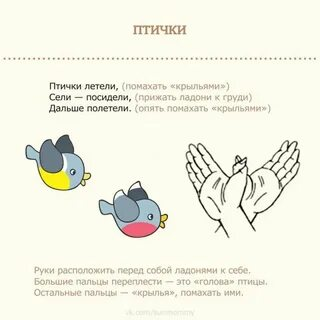 ПТИЧКИ
Птички летели, (помахать «крыльями»)
Сели — посидели, (прижать ладони к груди)
Дальше полетели. (опять помахать «крыльями»)
Руки расположить перед собой ладонями к себе.
Большие пальцы переплести — это «голова» птицы.
Остальные пальцы — «крылья», помахать ими.